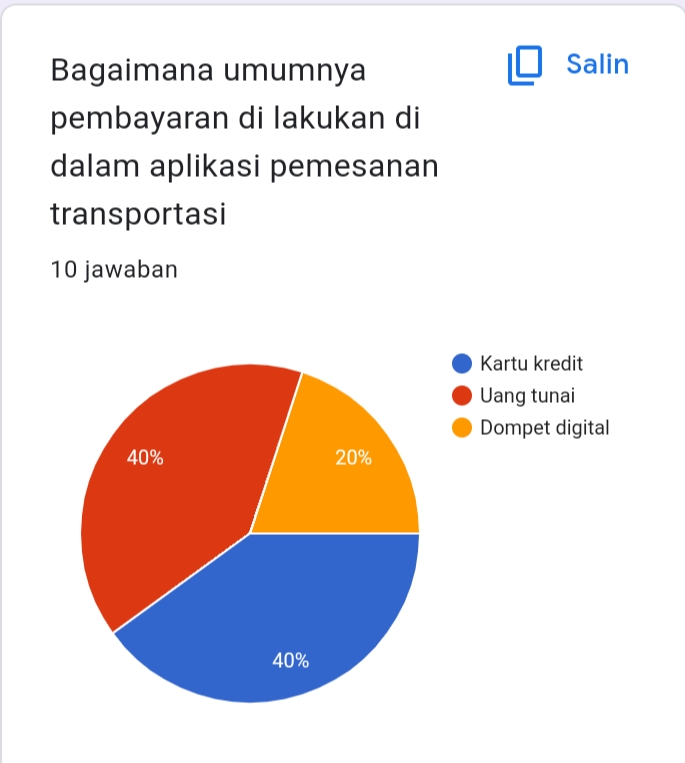 Bagaimana umumnya
pembayaran di lakukan di
dalam aplikasi pemesanan
transportasi
Salin
10 jawaban
Kartu kredit
Uang tunai
Dompet digital
40%
20%
40%